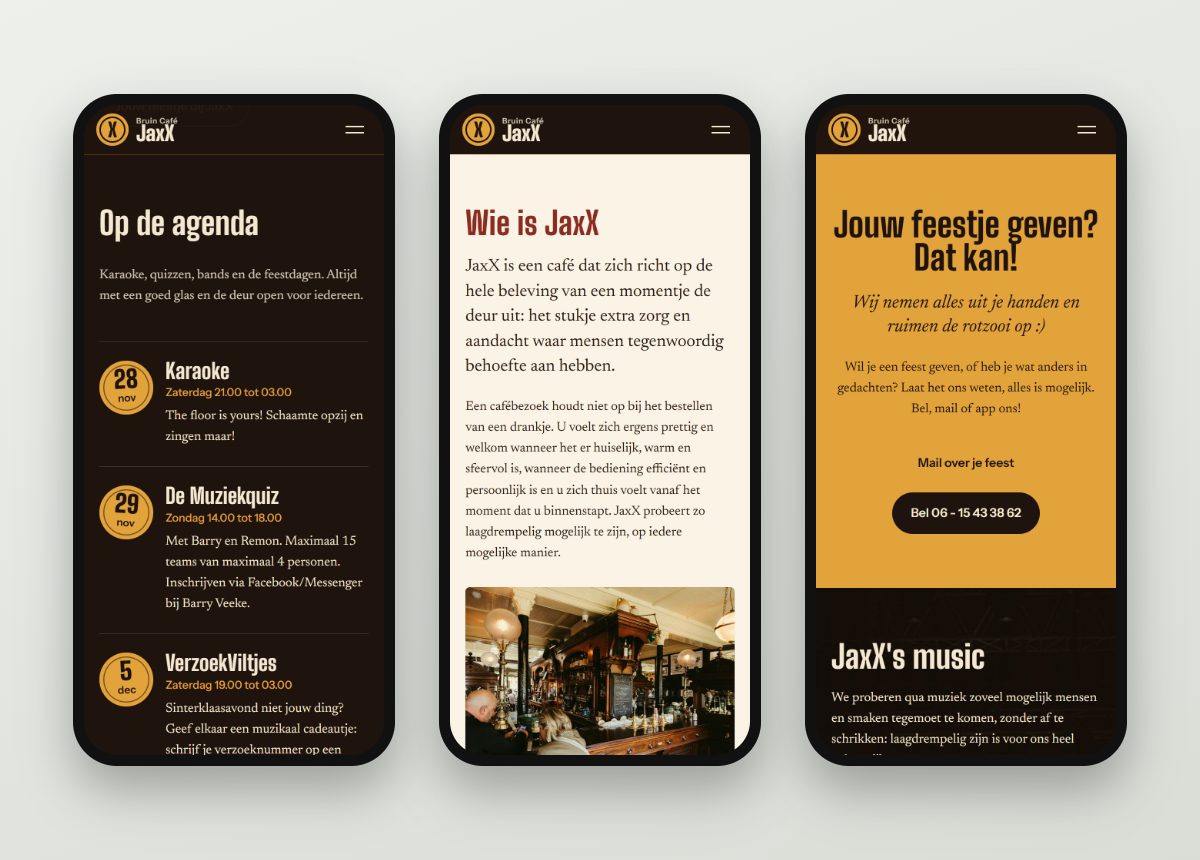 Jouw feestje bij JaxX
X
Bruin Café
JaxX
Op de agenda
Karaoke, quizzen, bands en de feestdagen. Altijd
met een goed glas en de deur open voor iedereen.
28
nov
Karaoke
Zaterdag 21.00 tot 03.00
The floor is yours! Schaamte opzij en
zingen maar!
29
nov
De Muziekquiz
Zondag 14.00 tot 18.00
Met Barry en Remon. Maximaal 15
teams van maximaal 4 personen.
Inschrijven via Facebook/Messenger
bij Barry Veeke.
5
dec
VerzoekViltjes
Zaterdag 19.00 tot 03.00
Sinterklaasavond niet jouw ding?
Geef elkaar een muzikaal cadeautje:
schrijf je verzoeknummer op een
X
Bruin Café
JaxX
Wie is JaxX
JaxX is een café dat zich richt op de
hele beleving van een momentje de
deur uit: het stukje extra zorg en
aandacht waar mensen tegenwoordig
behoefte aan hebben.
Een cafébezoek houdt niet op bij het bestellen
van een drankje. U voelt zich ergens prettig en
welkom wanneer het er huiselijk, warm en
sfeervol is, wanneer de bediening efficiënt en
persoonlijk is en u zich thuis voelt vanaf het
moment dat u binnenstapt. JaxX probeert zo
laagdrempelig mogelijk te zijn, op iedere
mogelijke manier.
X
Bruin Café
JaxX
Jouw feestje geven?
Dat kan!
Wij nemen alles uit je handen en
ruimen de rotzooi op :)
Wil je een feest geven, of heb je wat anders in
gedachten? Laat het ons weten, alles is mogelijk.
Bel, mail of app ons!
Mail over je feest
Bel 06 - 15 43 38 62
JaxX's music
We proberen qua muziek zoveel mogelijk mensen
en smaken tegemoet te komen, zonder af te
schrikken: laagdrempelig zijn is voor ons heel